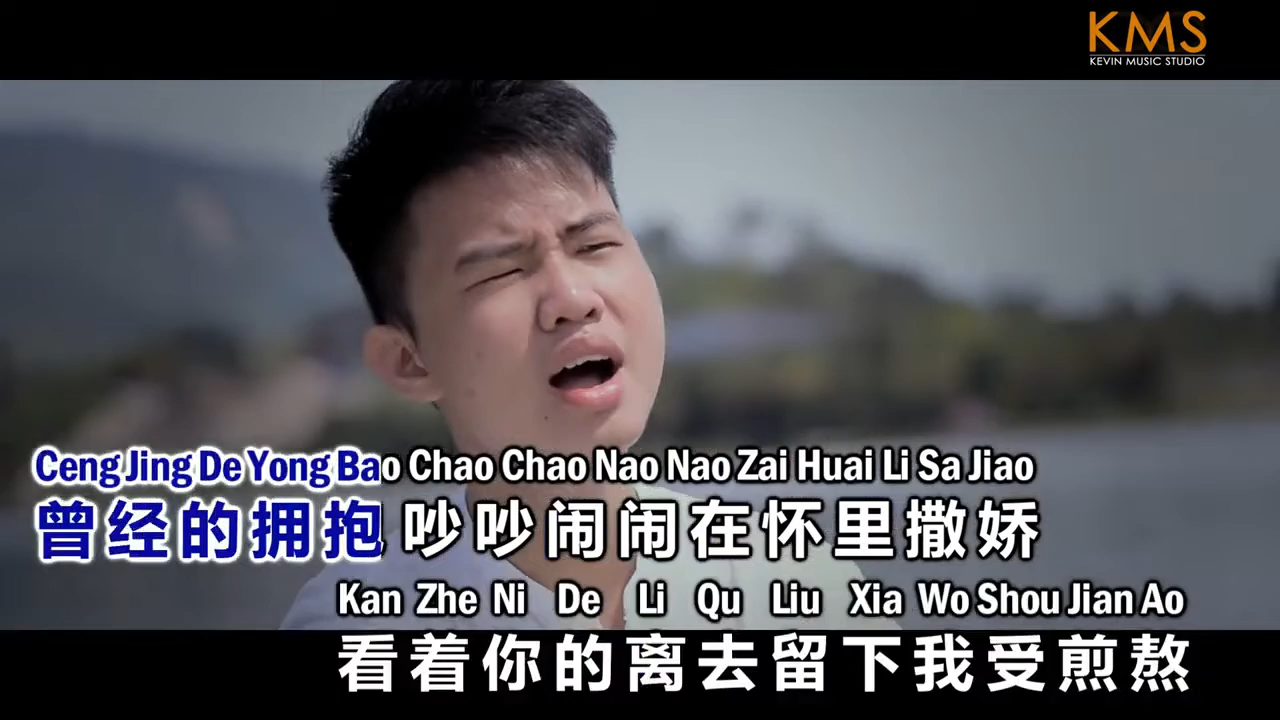 KMS
KEVIN MUSIC STUDIO
Ceng Jing De Yong Bao Chao Chao Nao Nao Zai Huai Li Sa Jiao
曾经的拥抱 吵吵闹闹在怀里撒娇
Kan Zhe Ni De Li Qu Liu Xia Wo Shou Jian Ao
看着你的离去留下我受煎熬